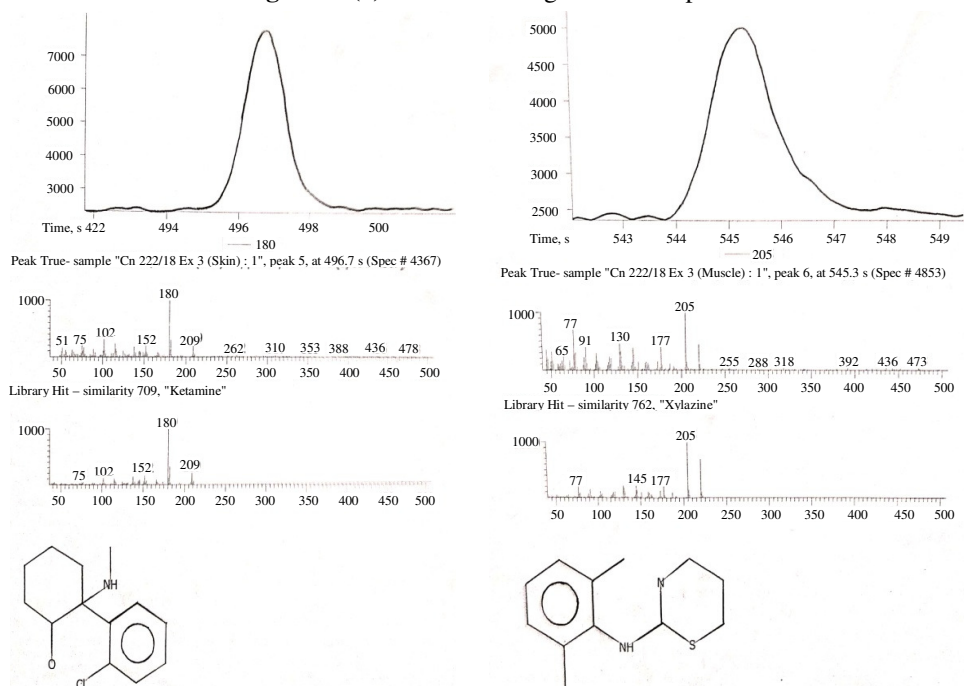 7000
6000
5000
4000
3000
Time, s 422 494 496 498 500
180
Peak True- sample "Cn 222/18 Ex 3 (Skin) : 1", peak 5, at 496.7 s (Spec # 4367)
1000
180
51 75 102 152 209 262 310 353 388 436 478
50 100 150 200 250 300 350 400 450 500
Library Hit – similarity 709, "Ketamine"
1000
180
75 102 152 209
50 100 150 200 250 300 350 400 450 500
NH
O
Cl
5000
4500
4000
3500
3000
2500
Time, s 543 544 545 546 547 548 549
205
Peak True- sample "Cn 222/18 Ex 3 (Muscle) : 1", peak 6, at 545.3 s (Spec # 4853)
1000
205
77
65 91 130 177 255 288 318 392 436 473
50 100 150 200 250 300 350 400 450 500
Library Hit – similarity 762, "Xylazine"
1000
205
77 145 177
50 100 150 200 250 300 350 400 450 500
N
NH
S